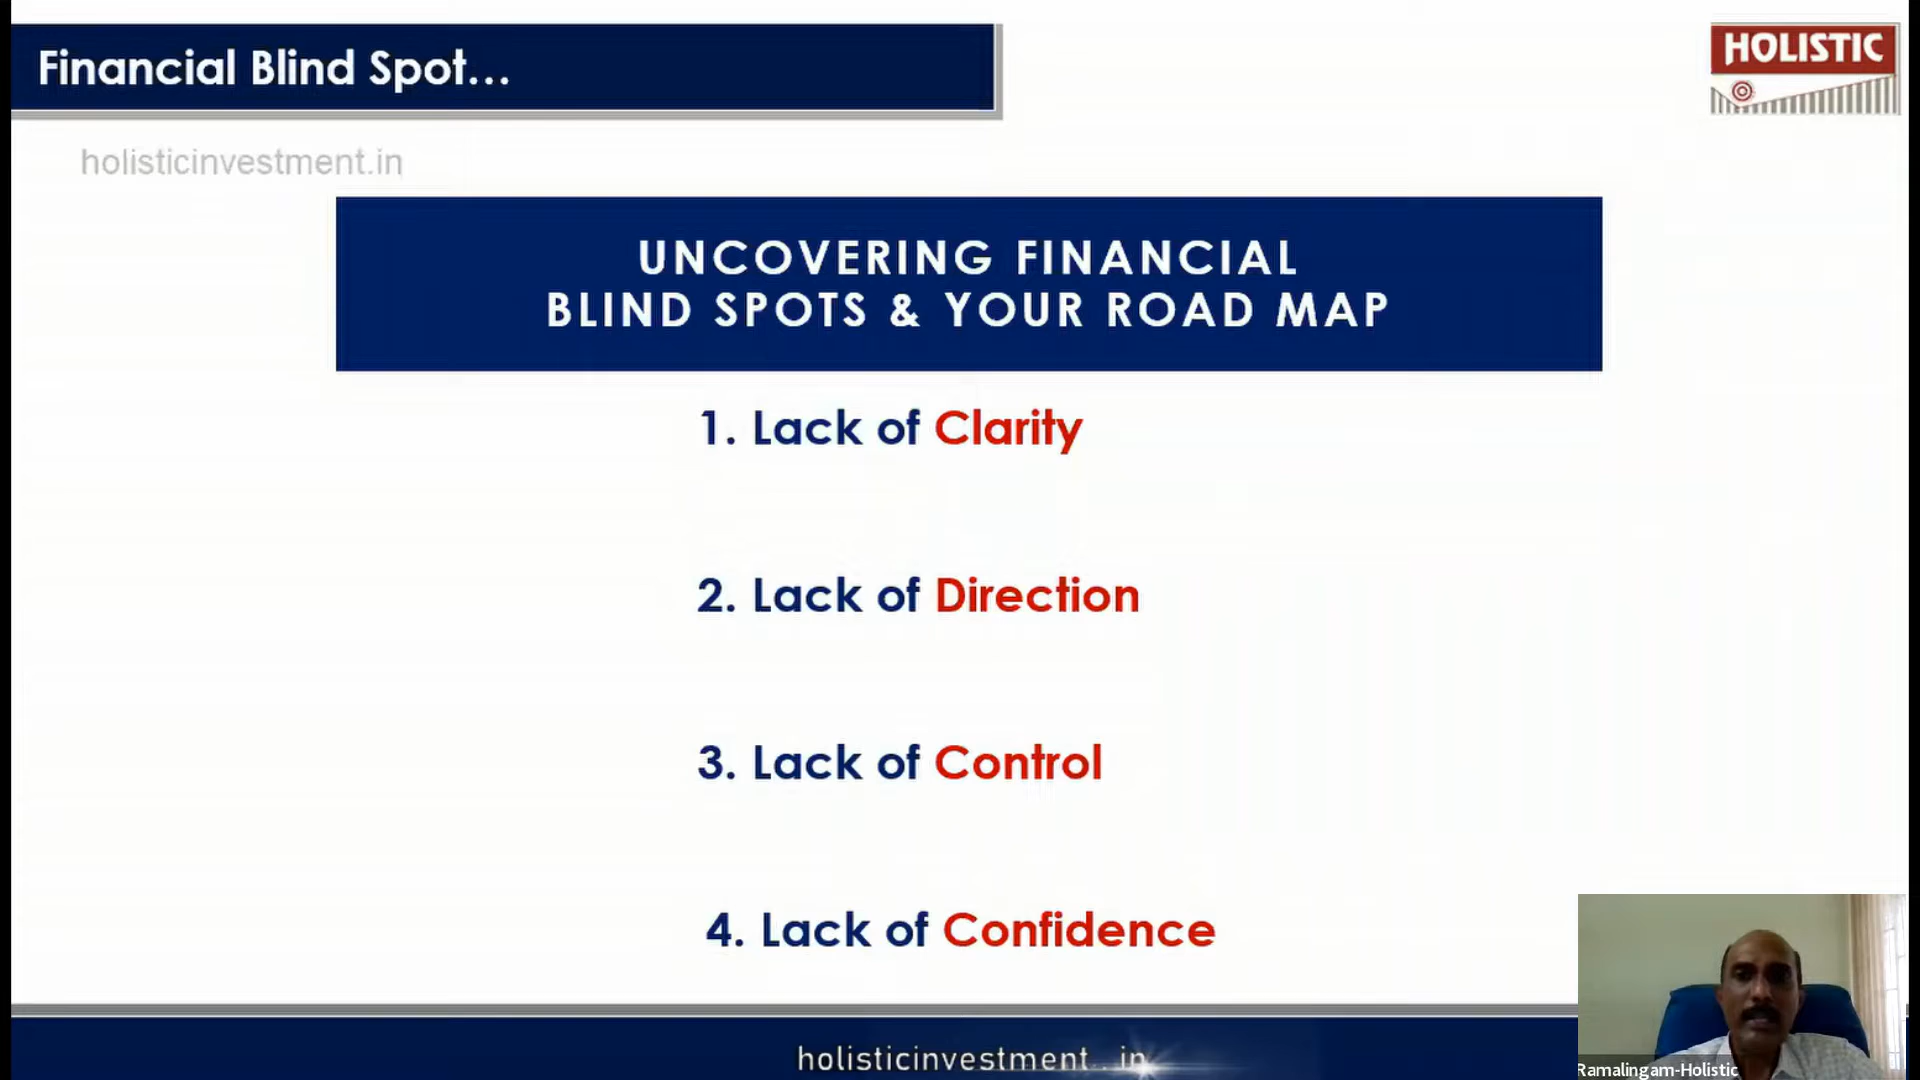 Financial Blind Spot...
HOLISTIC
holisticinvestment.in
UNCOVERING FINANCIAL
BLIND SPOTS & YOUR ROAD MAP
1. Lack of Clarity
2. Lack of Direction
3. Lack of Control
4. Lack of Confidence
holisticinvestment.in
Ramalingam-Holistic